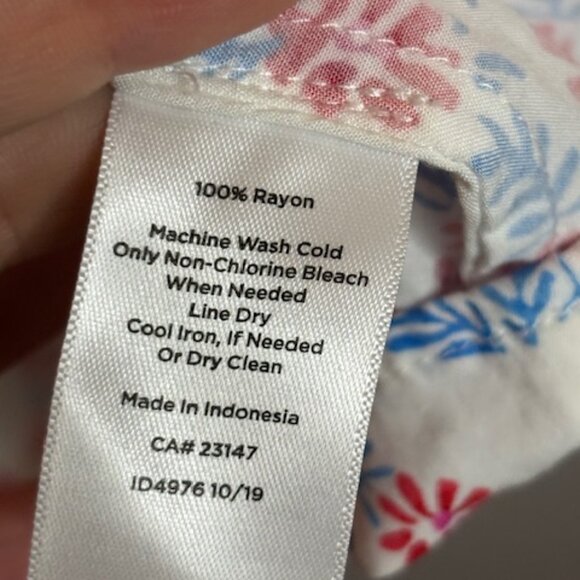 100% Rayon
Machine Wash Cold
Only Non-Chlorine Bleach
When Needed
Line Dry
Cool Iron, If Needed
Or Dry Clean
Made In Indonesia
CA# 23147
ID4976 10/19